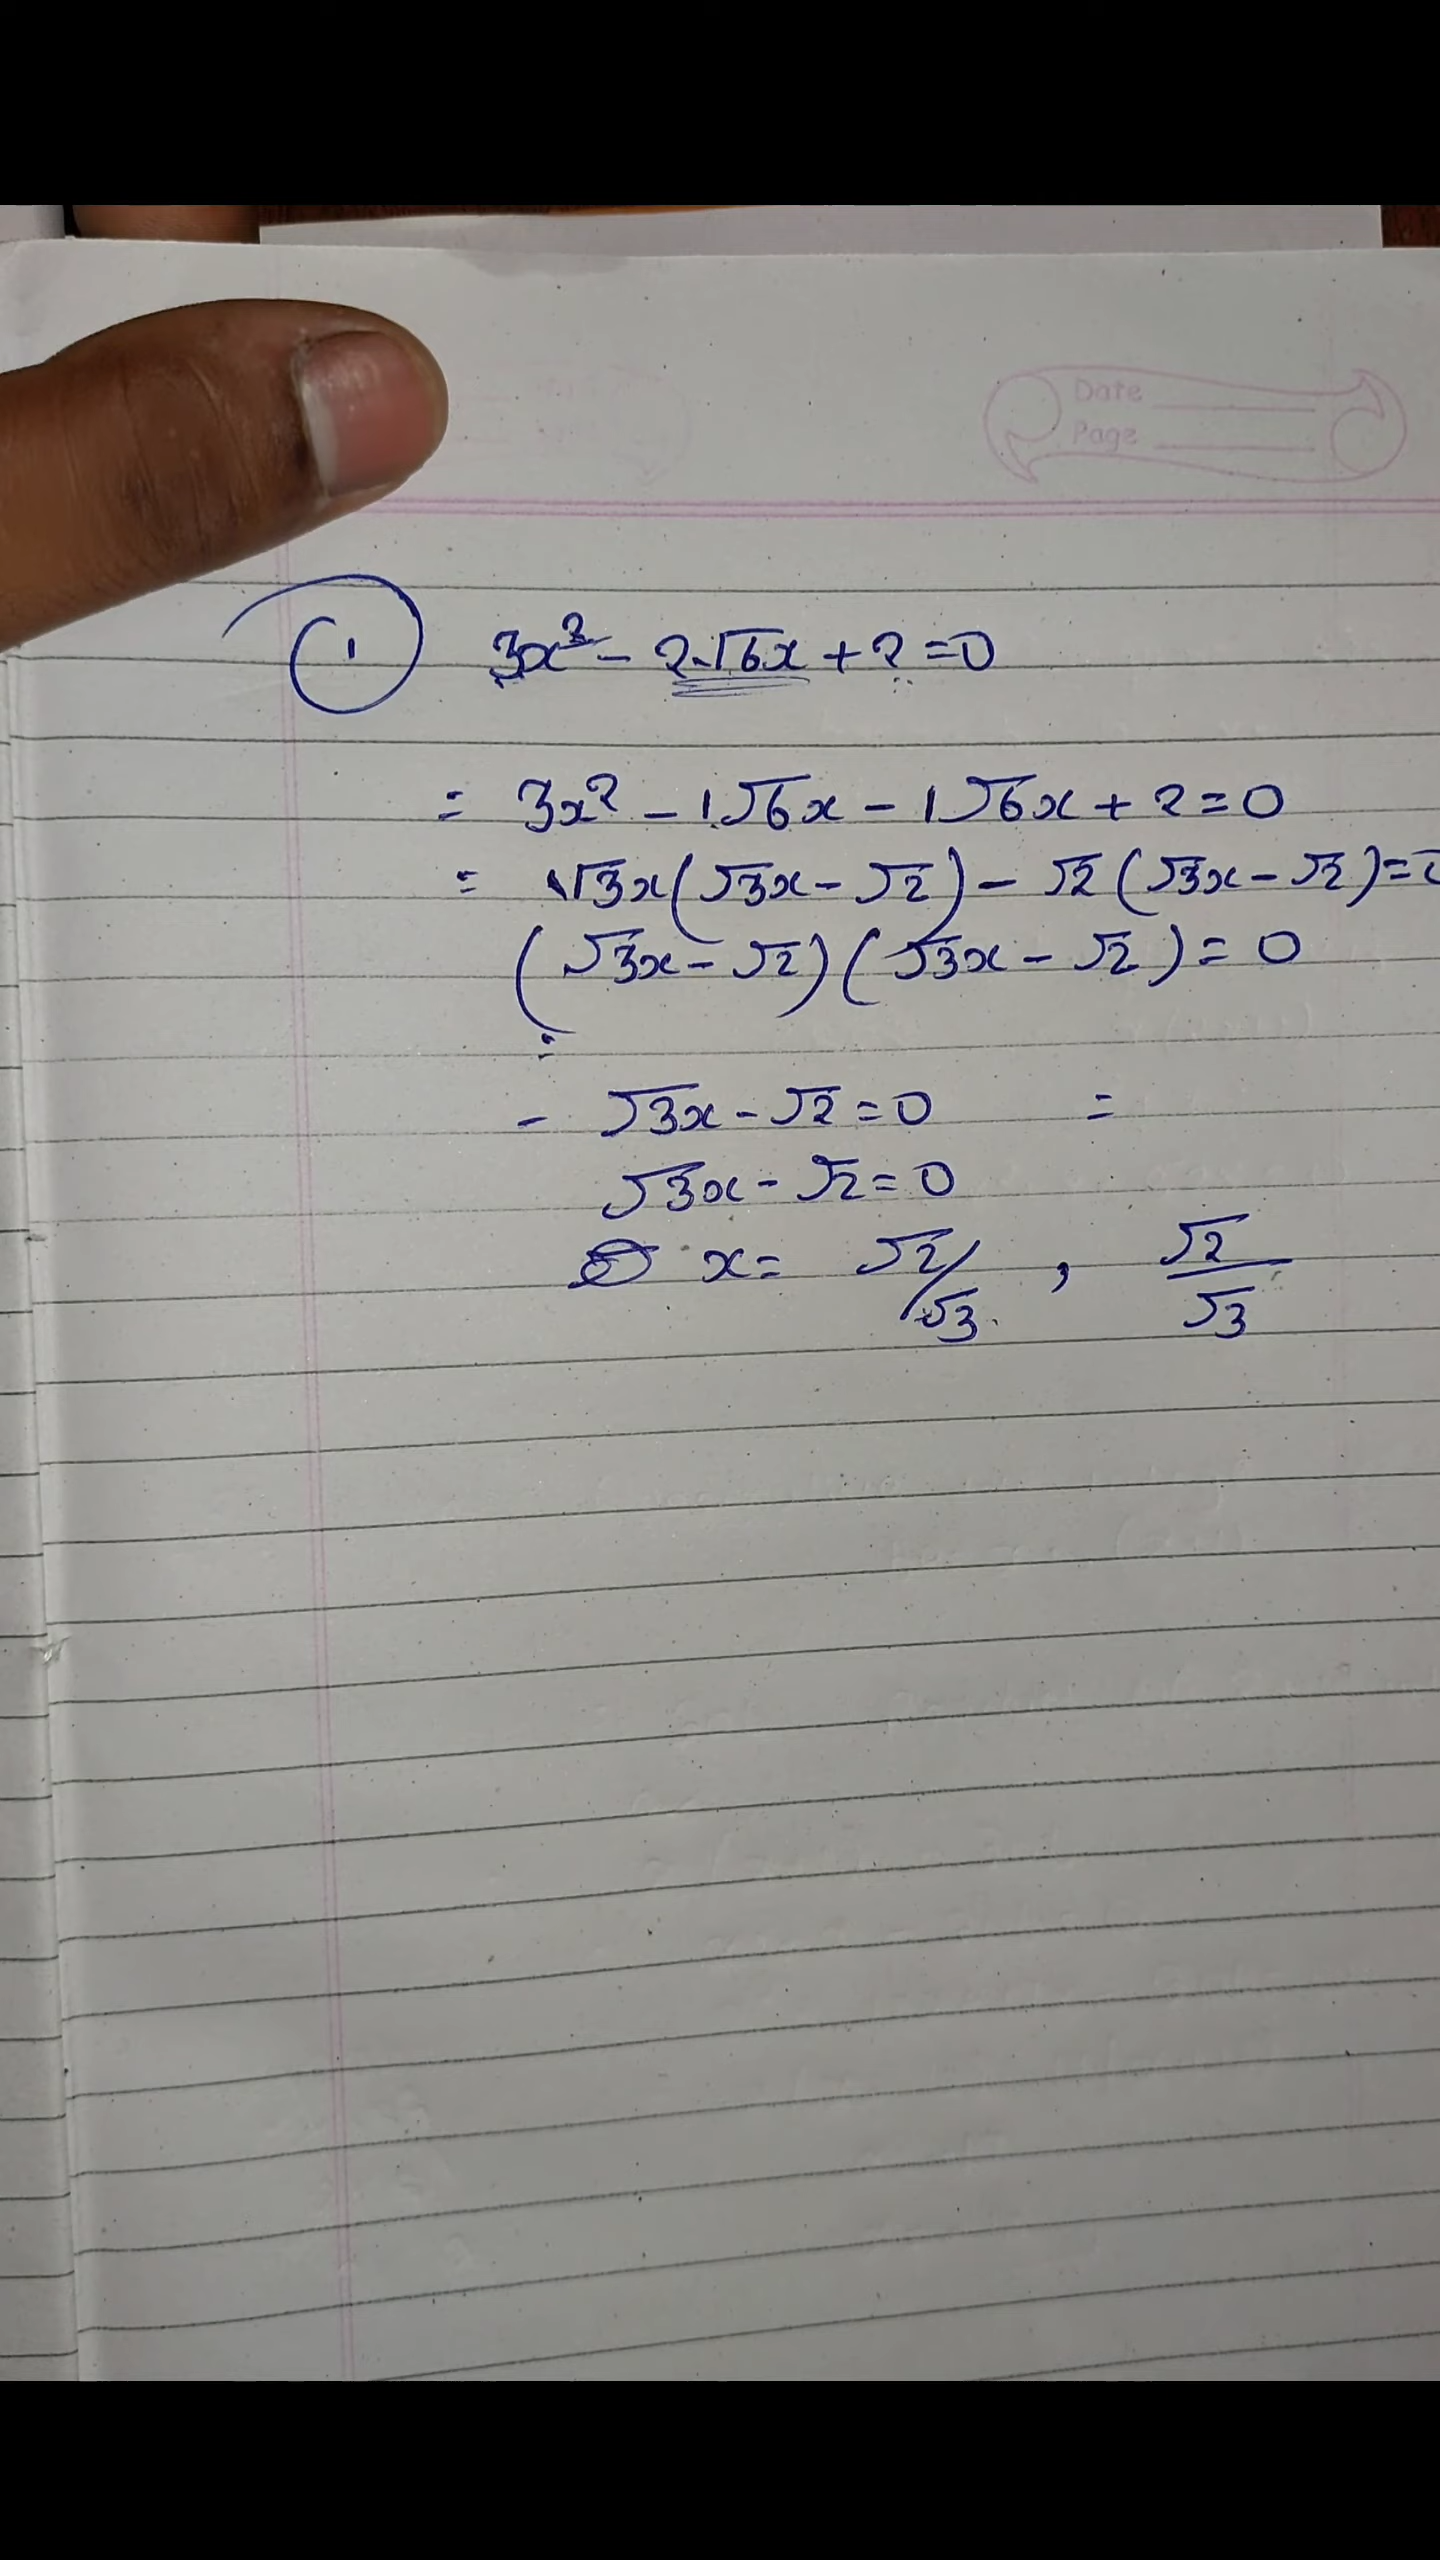 Date
Page
1 3x² - 2√6x + 2 = 0
= 3x² - 1√6x - 1√6x + 2 = 0
= √3x(√3x - √2) - √2(√3x - √2) = 0
(√3x - √2)(√3x - √2) = 0
:
- √3x - √2 = 0 =
√3x - √2 = 0
x = √2/√3 , √2/√3